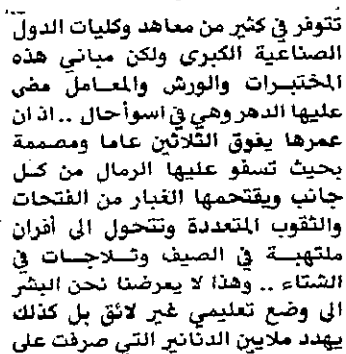 تتوفر في كثير من معاهد وكليات الدول
الصناعية الكبرى ولكن مباني هذه
المختبرات والورش والمعامل مضى
عليها الدهر وهي في اسوأ حال .. اذ ان
عمرها يفوق الثلاثين عاما ومصممة
بحيث تسفو عليها الرمال من كل
جانب ويقتحمها الغبار من الفتحات
والثقوب المتعددة وتتحول الى أفران
ملتهبة في الصيف وثلاجات في
الشتاء .. وهذا لا يعرضنا نحن البشر
الى وضع تعليمي غير لائق بل كذلك
يهدد ملايين الدنانير التي صرفت على